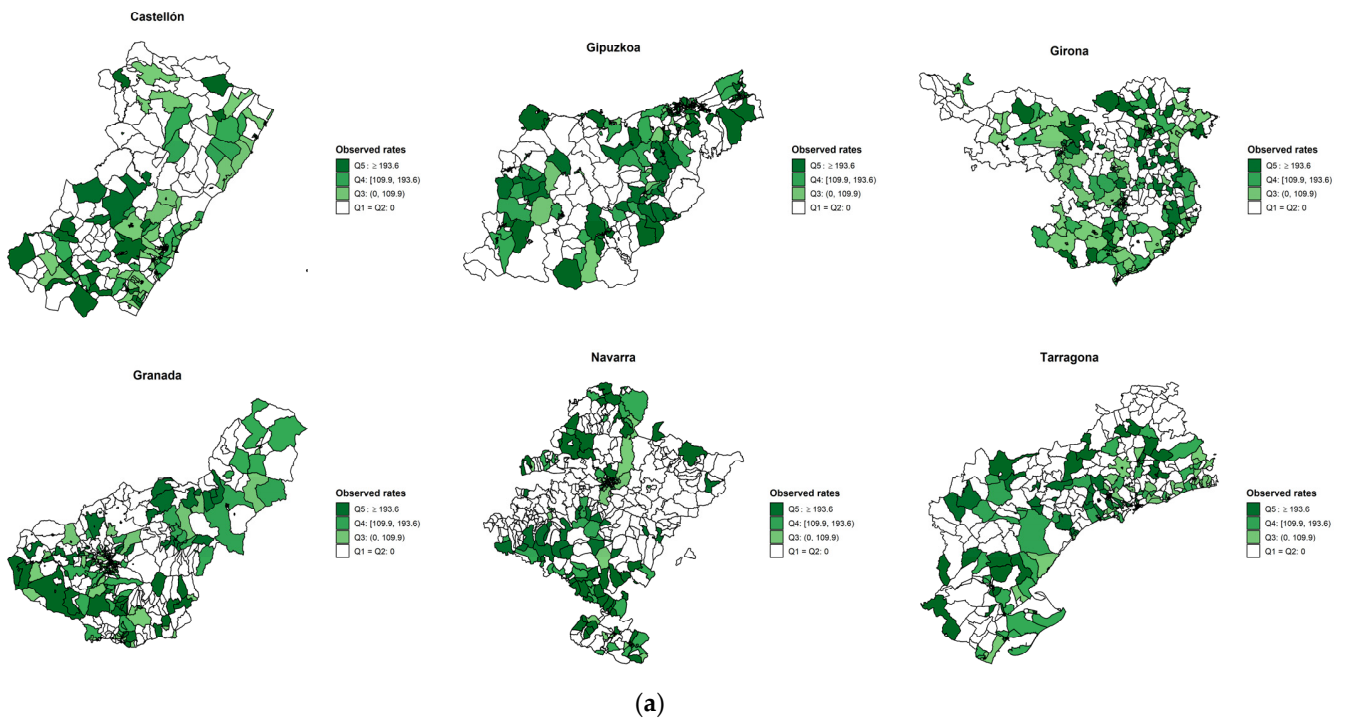 Castellón
Observed rates
Q5: ≥ 193.6
Q4: [109.9, 193.6)
Q3: (0, 109.9)
Q1 = Q2: 0
Gipuzkoa
Observed rates
Q5: ≥ 193.6
Q4: [109.9, 193.6)
Q3: (0, 109.9)
Q1 = Q2: 0
Girona
Observed rates
Q5: ≥ 193.6
Q4: [109.9, 193.6)
Q3: (0, 109.9)
Q1 = Q2: 0
Granada
Observed rates
Q5: ≥ 193.6
Q4: [109.9, 193.6)
Q3: (0, 109.9)
Q1 = Q2: 0
Navarra
Observed rates
Q5: ≥ 193.6
Q4: [109.9, 193.6)
Q3: (0, 109.9)
Q1 = Q2: 0
Tarragona
Observed rates
Q5: ≥ 193.6
Q4: [109.9, 193.6)
Q3: (0, 109.9)
Q1 = Q2: 0
(a)